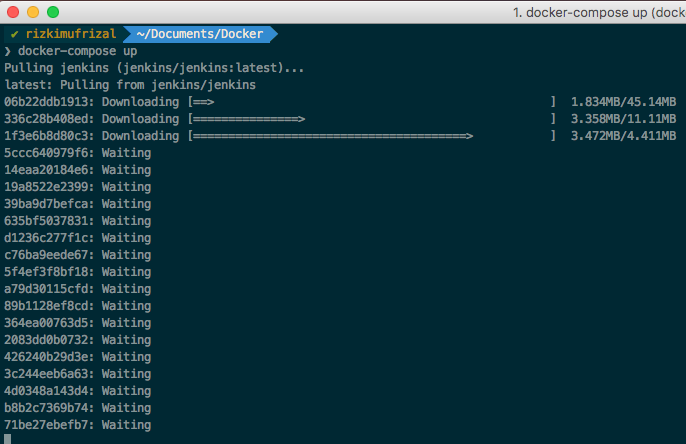 1. docker-compose up (dock
✔ rizkimufrizal ~/Documents/Docker
❯ docker-compose up
Pulling jenkins (jenkins/jenkins:latest)...
latest: Pulling from jenkins/jenkins
06b22ddb1913: Downloading [==>                                                ]  1.834MB/45.14MB
336c28b408ed: Downloading [===============>                                   ]  3.358MB/11.11MB
1f3e6b8d80c3: Downloading [=======================================>           ]  3.472MB/4.411MB
5ccc640979f6: Waiting
14eaa20184e6: Waiting
19a8522e2399: Waiting
39ba9d7befca: Waiting
635bf5037831: Waiting
d1236c277f1c: Waiting
c76ba9eede67: Waiting
5f4ef3f8bf18: Waiting
a79d30115cfd: Waiting
89b1128ef8cd: Waiting
364ea00763d5: Waiting
2083dd0b0732: Waiting
426240b29d3e: Waiting
3c244eeb6a63: Waiting
4d0348a143d4: Waiting
b8b2c7369b74: Waiting
71be27ebefb7: Waiting